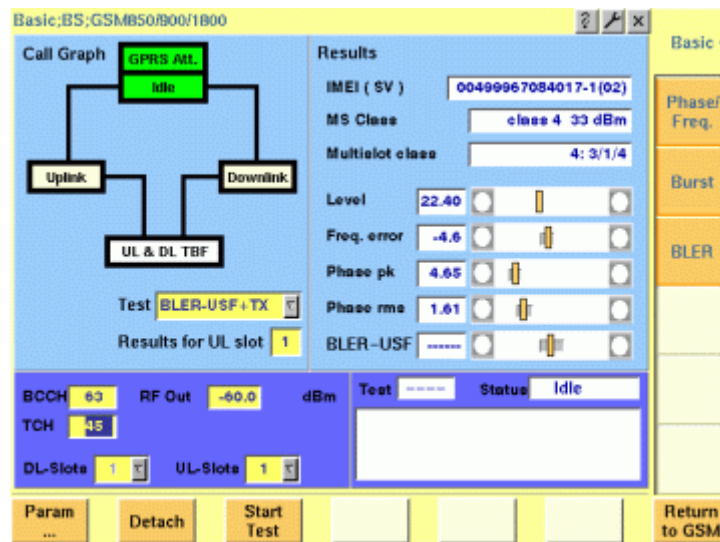 Basic;BS;GSM850/900/1800
? ×
Call Graph
GPRS Att.
Idle
Uplink
Downlink
UL & DL TBF
Test BLER-USF+TX
Results for UL slot 1
Results
IMEI ( SV ) 00499967084017-1(02)
MS Class class 4 33 dBm
Multislot class 4: 3/1/4
Level 22.40
Freq. error -4.6
Phase pk 4.65
Phase rms 1.61
BLER-USF ------
BCCH 63 RF Out -60.0 dBm
TCH 45
DL-Slots 1 UL-Slots 1
Test ---- Status Idle
Basic
Phase/
Freq.
Burst
BLER
Param
...
Detach
Start
Test
Return
to GSM